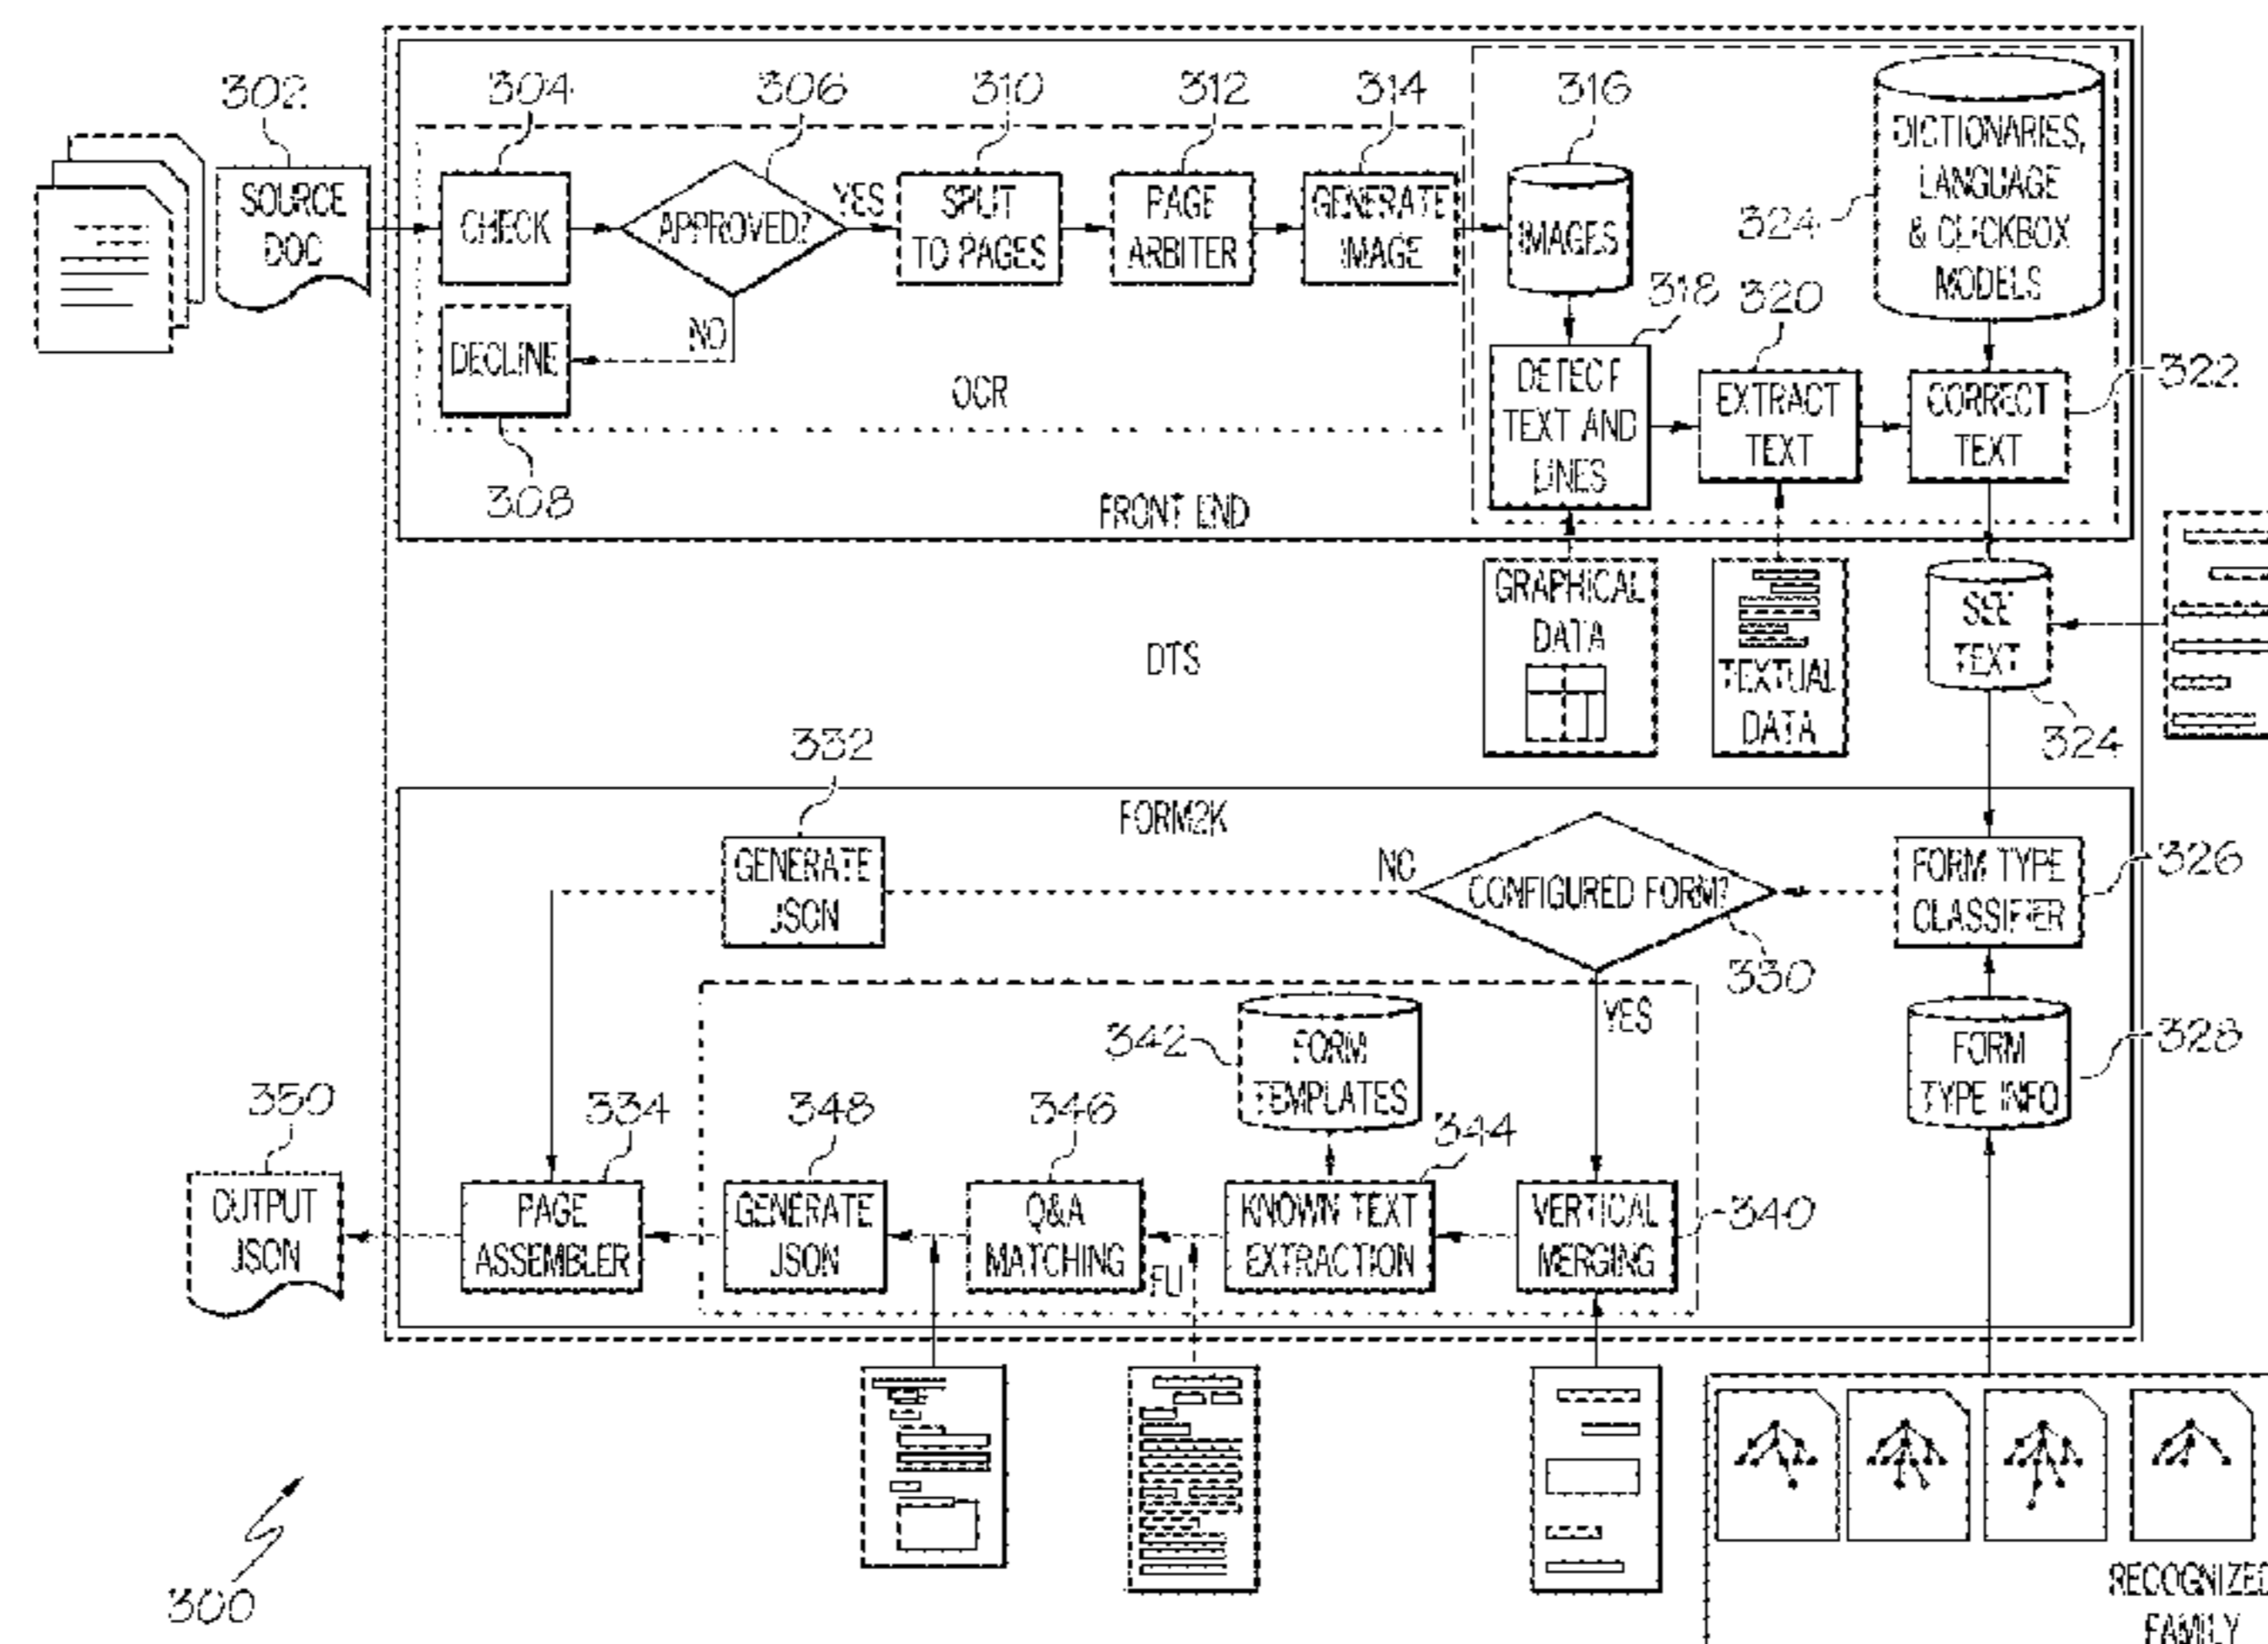 302
304
306
310
312
314
316
SOURCE
DOC
CHECK
APPROVED?
YES
SPLIT
TO PAGES
PAGE
ARBITER
GENERATE
IMAGE
IMAGES
DICTIONARIES,
LANGUAGE
& CLICKBOX
MODELS
324
NO
DECLINE
308
OCR
318
320
DETECT
TEXT AND
LINES
EXTRACT
TEXT
CORRECT
TEXT
322
FRONT END
GRAPHICAL
DATA
TEXTUAL
DATA
TEXT
324
DTS
332
FORM2K
GENERATE
JSON
NO
CONFIGURED FORM?
330
YES
FORM TYPE
CLASSIFIER
326
FORM
TYPE INFO
328
342
FORM
TEMPLATES
350
334
348
346
344
OUTPUT
JSON
PAGE
ASSEMBLER
GENERATE
JSON
Q&A
MATCHING
FU
KNOWN TEXT
EXTRACTION
VERTICAL
MERGING
340
300
RECOGNIZED
FAMILY